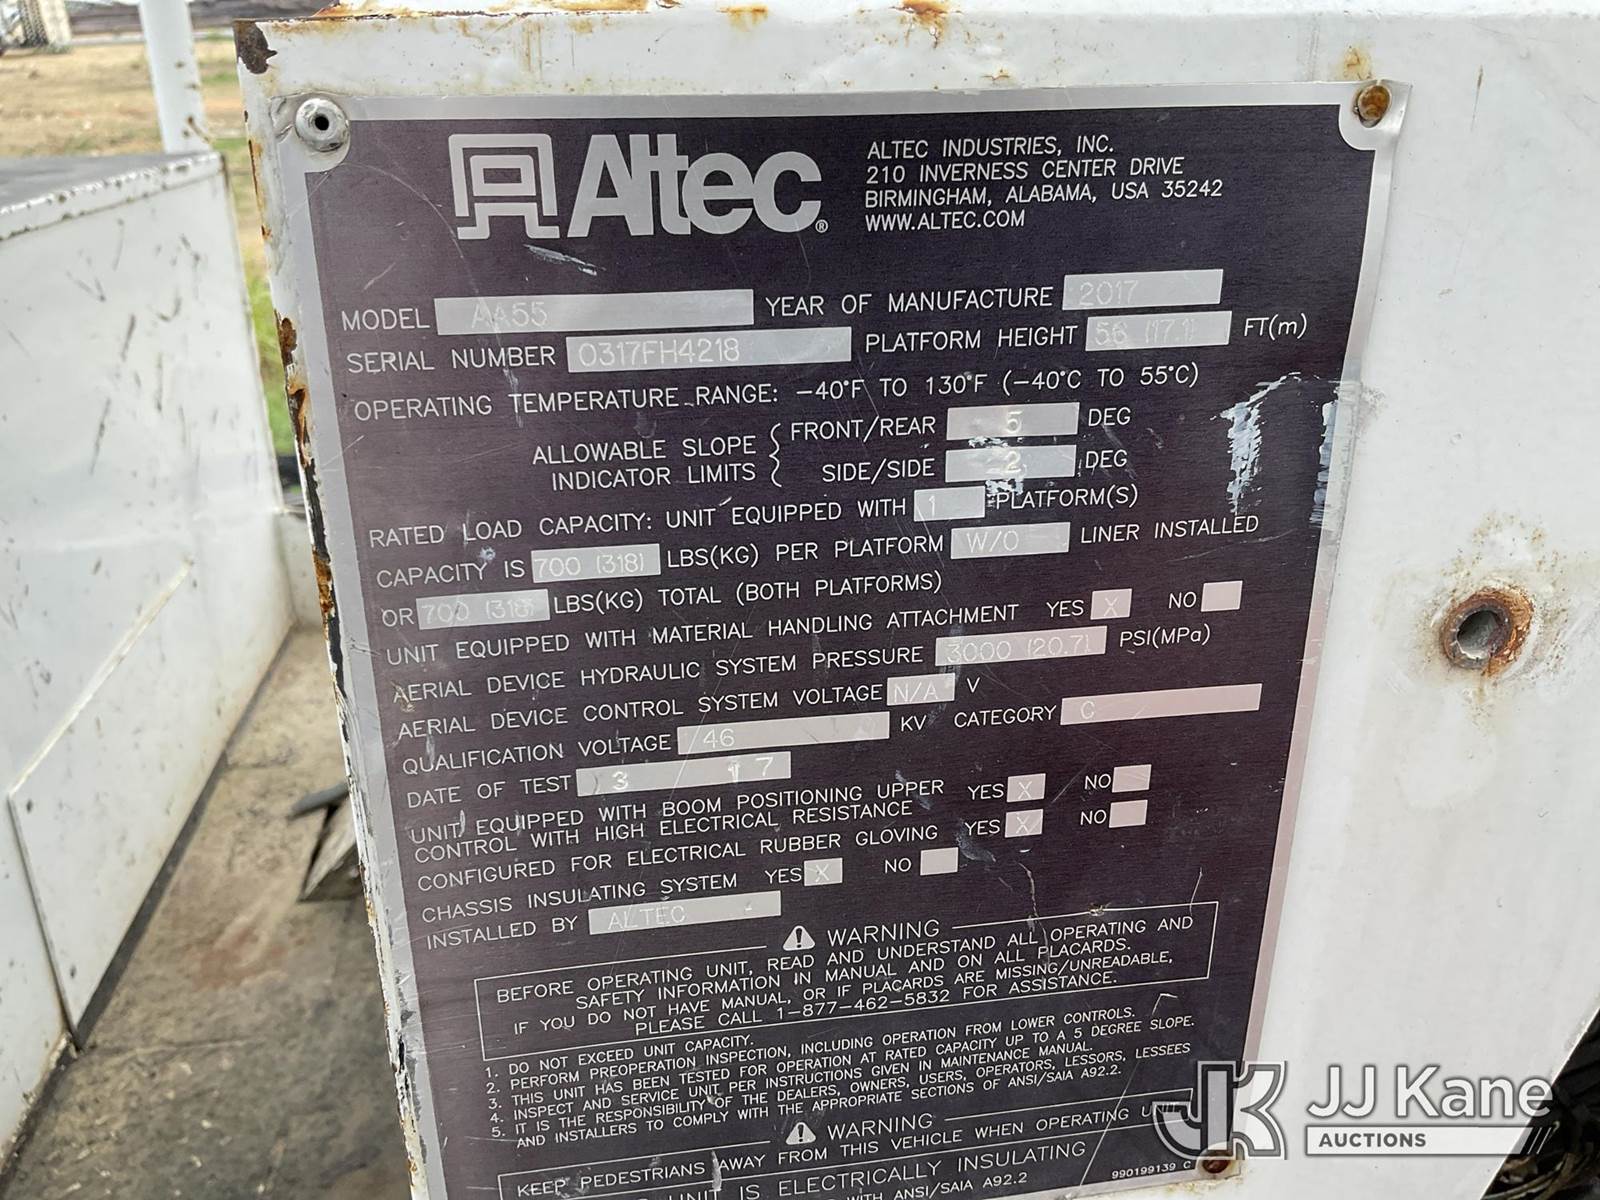 Altec®
ALTEC INDUSTRIES, INC.
210 INVERNESS CENTER DRIVE
BIRMINGHAM, ALABAMA, USA 35242
WWW.ALTEC.COM
MODEL AA55 YEAR OF MANUFACTURE 2017
SERIAL NUMBER 0317FH4218 PLATFORM HEIGHT 56 (17.1) FT(m)
OPERATING TEMPERATURE RANGE: -40°F TO 130°F (-40°C TO 55°C)
ALLOWABLE SLOPE INDICATOR LIMITS { FRONT/REAR 5 DEG
SIDE/SIDE 2 DEG
RATED LOAD CAPACITY: UNIT EQUIPPED WITH 1 PLATFORM(S)
CAPACITY IS 700 (318) LBS(KG) PER PLATFORM W/O LINER INSTALLED
OR 700 (318) LBS(KG) TOTAL (BOTH PLATFORMS)
UNIT EQUIPPED WITH MATERIAL HANDLING ATTACHMENT YES X NO
AERIAL DEVICE HYDRAULIC SYSTEM PRESSURE 3000 (20.7) PSI(MPa)
AERIAL DEVICE CONTROL SYSTEM VOLTAGE N/A V
QUALIFICATION VOLTAGE 46 KV CATEGORY C
DATE OF TEST 3 17
UNIT EQUIPPED WITH BOOM POSITIONING UPPER YES X NO
CONTROL WITH HIGH ELECTRICAL RESISTANCE
CONFIGURED FOR ELECTRICAL RUBBER GLOVING YES X NO
CHASSIS INSULATING SYSTEM YES X NO
INSTALLED BY ALTEC
WARNING
BEFORE OPERATING UNIT, READ AND UNDERSTAND ALL OPERATING AND
SAFETY INFORMATION IN MANUAL AND ON ALL PLACARDS.
IF YOU DO NOT HAVE MANUAL, OR IF PLACARDS ARE MISSING/UNREADABLE,
PLEASE CALL 1-877-462-5832 FOR ASSISTANCE.
1. DO NOT EXCEED UNIT CAPACITY.
2. PERFORM PREOPERATION INSPECTION, INCLUDING OPERATION FROM LOWER CONTROLS.
3. THIS UNIT HAS BEEN TESTED FOR OPERATION AT RATED CAPACITY UP TO A 5 DEGREE SLOPE.
4. INSPECT AND SERVICE UNIT PER INSTRUCTIONS GIVEN IN MAINTENANCE MANUAL.
5. IT IS THE RESPONSIBILITY OF THE DEALERS, OWNERS, USERS, OPERATORS, LESSORS, LESSEES
AND INSTALLERS TO COMPLY WITH THE APPROPRIATE SECTIONS OF ANSI/SAIA A92.2.
WARNING
KEEP PEDESTRIANS AWAY FROM THIS VEHICLE WHEN OPERATING UNIT
UNIT IS ELECTRICALLY INSULATING
WITH ANSI/SAIA A92.2
990199139 C
JJ Kane
AUCTIONS